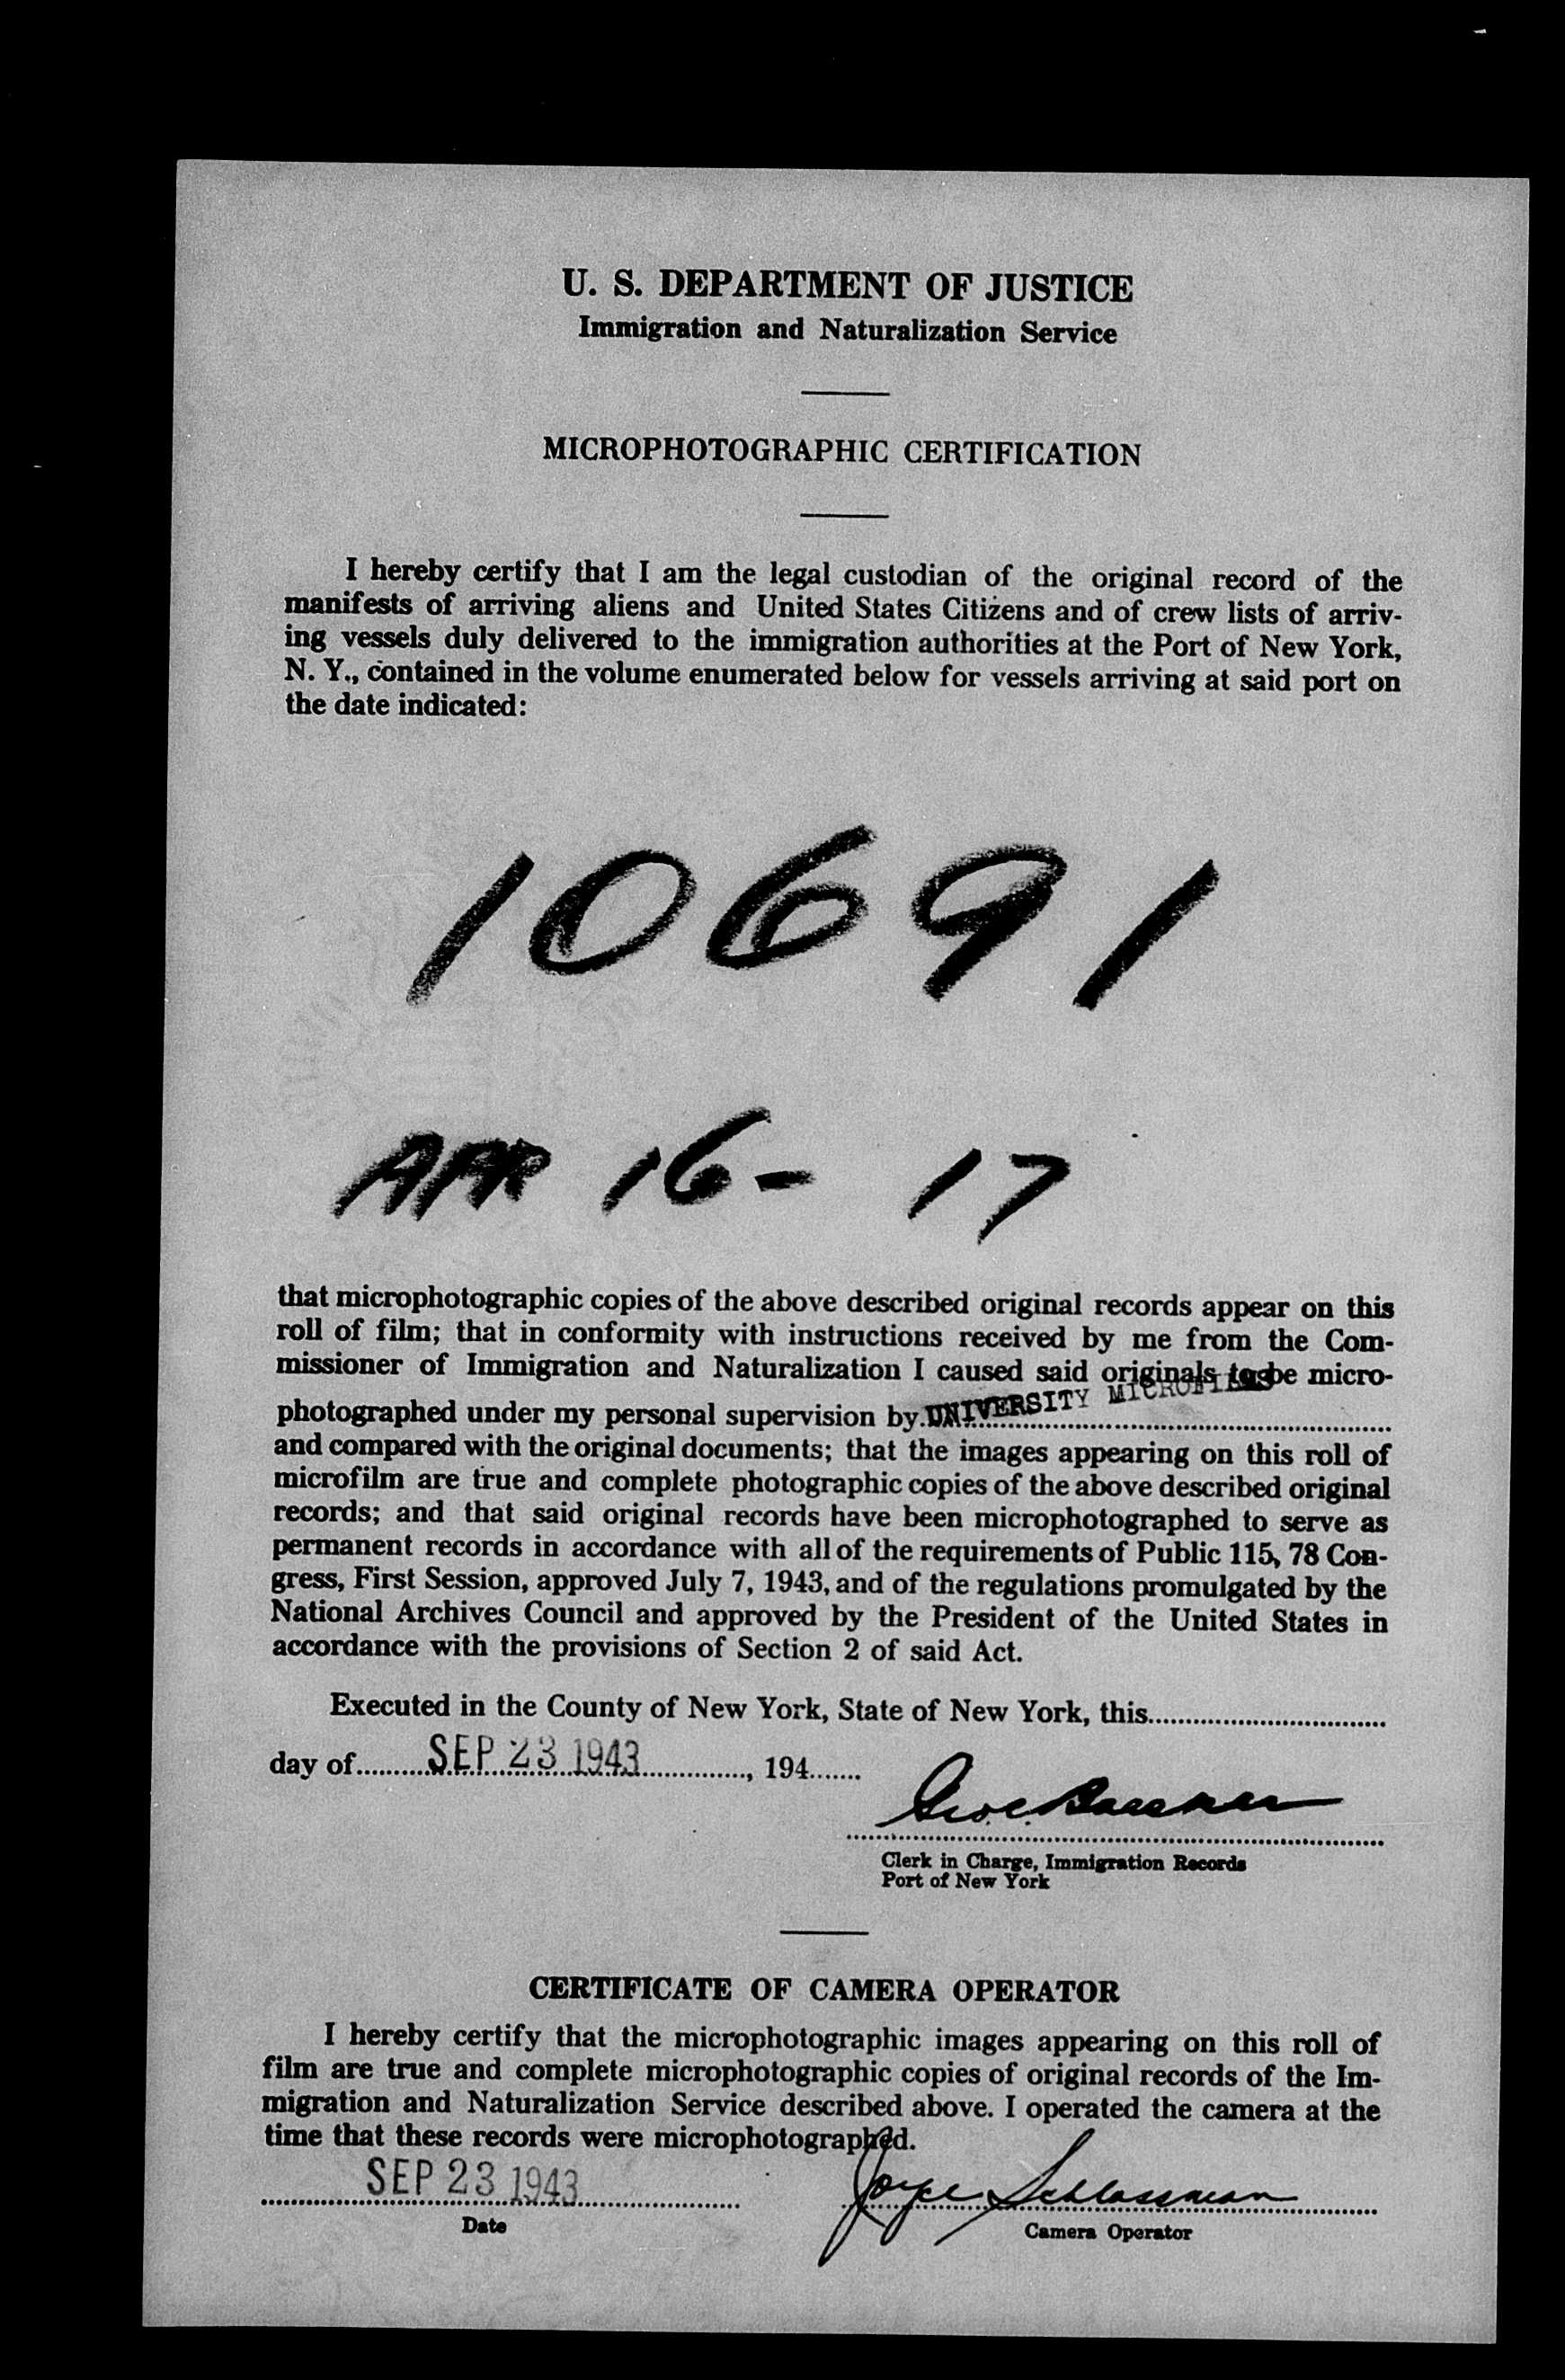 U. S. DEPARTMENT OF JUSTICE
Immigration and Naturalization Service
MICROPHOTOGRAPHIC CERTIFICATION
I hereby certify that I am the legal custodian of the original record of the
manifests of arriving aliens and United States Citizens and of crew lists of arriv-
ing vessels duly delivered to the immigration authorities at the Port of New York,
N. Y., contained in the volume enumerated below for vessels arriving at said port on
the date indicated:
10691
APR 16- 17
that microphotographic copies of the above described original records appear on this
roll of film; that in conformity with instructions received by me from the Com-
missioner of Immigration and Naturalization I caused said originals to be micro-
photographed under my personal supervision by UNIVERSITY MICROFILMS
and compared with the original documents; that the images appearing on this roll of
microfilm are true and complete photographic copies of the above described original
records; and that said original records have been microphotographed to serve as
permanent records in accordance with all of the requirements of Public 115, 78 Con-
gress, First Session, approved July 7, 1943, and of the regulations promulgated by the
National Archives Council and approved by the President of the United States in
accordance with the provisions of Section 2 of said Act.
Executed in the County of New York, State of New York, this
day of SEP 23 1943, 194
Clerk in Charge, Immigration Records
Port of New York
CERTIFICATE OF CAMERA OPERATOR
I hereby certify that the microphotographic images appearing on this roll of
film are true and complete microphotographic copies of original records of the Im-
migration and Naturalization Service described above. I operated the camera at the
time that these records were microphotographed.
SEP 23 1943 Joyce Schlossman
Date Camera Operator